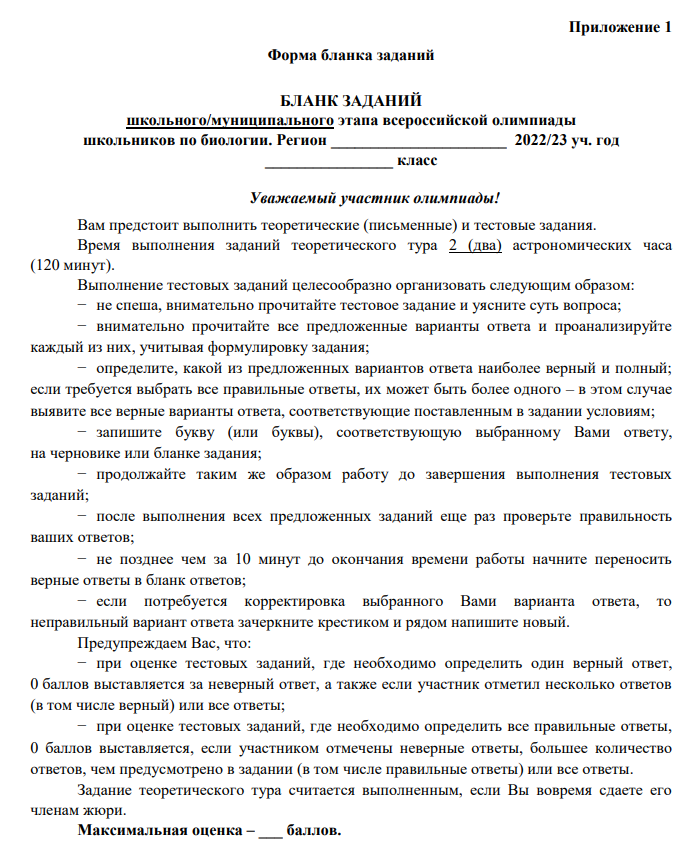 Приложение 1
Форма бланка заданий
БЛАНК ЗАДАНИЙ
школьного/муниципального этапа всероссийской олимпиады
школьников по биологии. Регион ______________________ 2022/23 уч. год
________________ класс
Уважаемый участник олимпиады!
Вам предстоит выполнить теоретические (письменные) и тестовые задания.
Время выполнения заданий теоретического тура 2 (два) астрономических часа
(120 минут).
Выполнение тестовых заданий целесообразно организовать следующим образом:
− не спеша, внимательно прочитайте тестовое задание и уясните суть вопроса;
− внимательно прочитайте все предложенные варианты ответа и проанализируйте
каждый из них, учитывая формулировку задания;
− определите, какой из предложенных вариантов ответа наиболее верный и полный;
если требуется выбрать все правильные ответы, их может быть более одного – в этом случае
выявите все верные варианты ответа, соответствующие поставленным в задании условиям;
− запишите букву (или буквы), соответствующую выбранному Вами ответу,
на черновике или бланке задания;
− продолжайте таким же образом работу до завершения выполнения тестовых
заданий;
− после выполнения всех предложенных заданий еще раз проверьте правильность
ваших ответов;
− не позднее чем за 10 минут до окончания времени работы начните переносить
верные ответы в бланк ответов;
− если потребуется корректировка выбранного Вами варианта ответа, то
неправильный вариант ответа зачеркните крестиком и рядом напишите новый.
Предупреждаем Вас, что:
− при оценке тестовых заданий, где необходимо определить один верный ответ,
0 баллов выставляется за неверный ответ, а также если участник отметил несколько ответов
(в том числе верный) или все ответы;
− при оценке тестовых заданий, где необходимо определить все правильные ответы,
0 баллов выставляется, если участником отмечены неверные ответы, большее количество
ответов, чем предусмотрено в задании (в том числе правильные ответы) или все ответы.
Задание теоретического тура считается выполненным, если Вы вовремя сдаете его
членам жюри.
Максимальная оценка – ___ баллов.